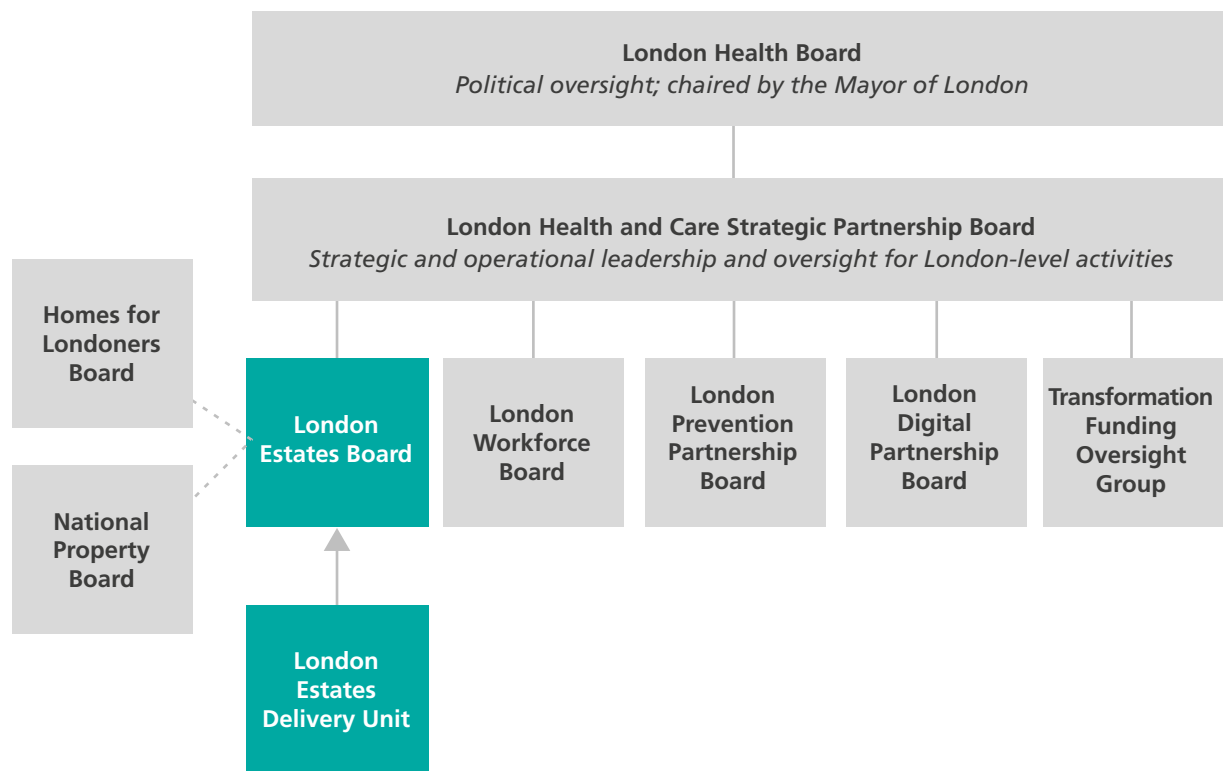 London Health Board
Political oversight; chaired by the Mayor of London
London Health and Care Strategic Partnership Board
Strategic and operational leadership and oversight for London-level activities
Homes for
Londoners
Board
National
Property
Board
London
Estates Board
London
Workforce
Board
London
Prevention
Partnership
Board
London
Digital
Partnership
Board
Transformation
Funding
Oversight
Group
London
Estates
Delivery Unit